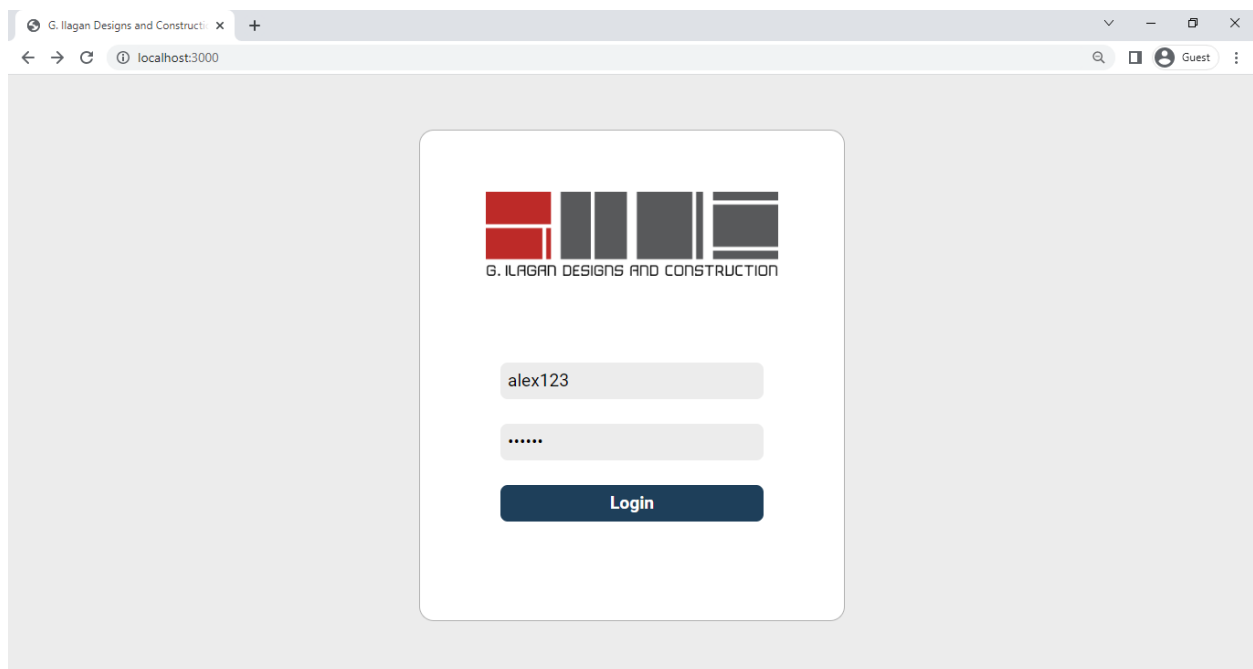 G. Ilagan Designs and Constructi
localhost:3000
Guest
G. ILAGAN DESIGNS AND CONSTRUCTION
alex123
••••••
Login